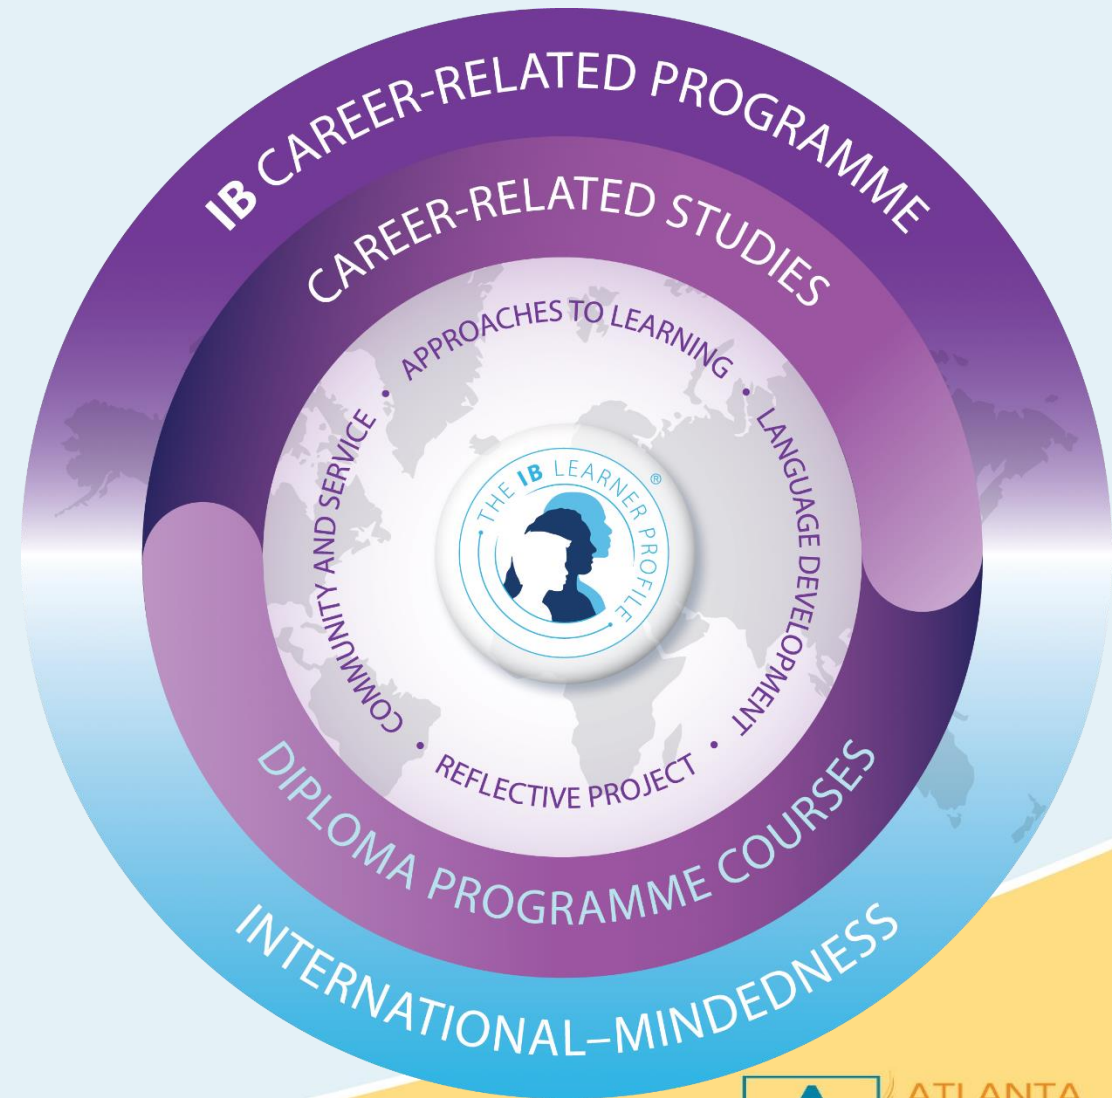 IB CAREER-RELATED PROGRAMME
CAREER-RELATED STUDIES
APPROACHES TO LEARNING •
LANGUAGE DEVELOPMENT •
REFLECTIVE PROJECT •
COMMUNITY AND SERVICE •
• THE IB LEARNER PROFILE • ®
DIPLOMA PROGRAMME COURSES
INTERNATIONAL–MINDEDNESS
ATLANTA